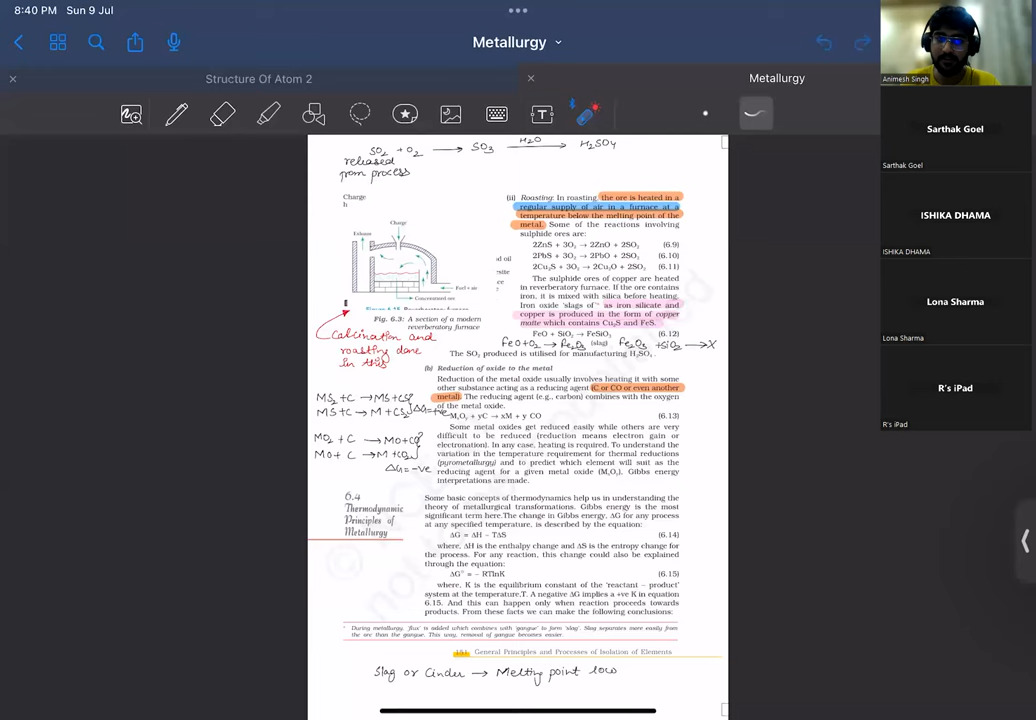 8:40 PM Sun 9 Jul
Metallurgy
Structure Of Atom 2
Metallurgy
SO2 + O2 → SO3 —H2O→ H2SO4
released
from process
Charge
h
Charge
Exhaust
Fuel + air
Concentrated ore
Fig. 6.3: A section of a modern
reverberatory furnace
Calcination and
roasting done
in this
(ii) Roasting: In roasting, the ore is heated in a
regular supply of air in a furnace at a
temperature below the melting point of the
metal. Some of the reactions involving
sulphide ores are:
2ZnS + 3O2 → 2ZnO + 2SO2 (6.9)
2PbS + 3O2 → 2PbO + 2SO2 (6.10)
2Cu2S + 3O2 → 2Cu2O + 2SO2 (6.11)
The sulphide ores of copper are heated
in reverberatory furnace. If the ore contains
iron, it is mixed with silica before heating.
Iron oxide 'slags of'* as iron silicate and
copper is produced in the form of copper
matte which contains Cu2S and FeS.
FeO + SiO2 → FeSiO3 (6.12)
(slag)
FeO + O2 → Fe2O3 Fe2O3 + SiO2 → X
The SO2 produced is utilised for manufacturing H2SO4.
(b) Reduction of oxide to the metal
Reduction of the metal oxide usually involves heating it with some
other substance acting as a reducing agent (C or CO or even another
metal). The reducing agent (e.g., carbon) combines with the oxygen
of the metal oxide.
MxOy + yC → xM + y CO (6.13)
MS2 + C → MS + CS2
MS + C → M + CS2 ΔG=+ve
MO2 + C → MO + CO2
MO + C → M + CO2
ΔG = -ve
Some metal oxides get reduced easily while others are very
difficult to be reduced (reduction means electron gain or
electronation). In any case, heating is required. To understand the
variation in the temperature requirement for thermal reductions
(pyrometallurgy) and to predict which element will suit as the
reducing agent for a given metal oxide (MxOy), Gibbs energy
interpretations are made.
6.4
Thermodynamic
Principles of
Metallurgy
Some basic concepts of thermodynamics help us in understanding the
theory of metallurgical transformations. Gibbs energy is the most
significant term here.The change in Gibbs energy, ΔG for any process
at any specified temperature, is described by the equation:
ΔG = ΔH – TΔS (6.14)
where, ΔH is the enthalpy change and ΔS is the entropy change for
the process. For any reaction, this change could also be explained
through the equation:
ΔG° = – RTlnK (6.15)
where, K is the equilibrium constant of the 'reactant – product'
system at the temperature,T. A negative ΔG implies a +ve K in equation
6.15. And this can happen only when reaction proceeds towards
products. From these facts we can make the following conclusions:
* During metallurgy, 'flux' is added which combines with 'gangue' to form 'slag'. Slag separates more easily from
the ore than the gangue. This way, removal of gangue becomes easier.
151 General Principles and Processes of Isolation of Elements
Slag or Cinder → Melting point low
Animesh Singh
Sarthak Goel
Sarthak Goel
ISHIKA DHAMA
ISHIKA DHAMA
Lona Sharma
Lona Sharma
R's iPad
R's iPad